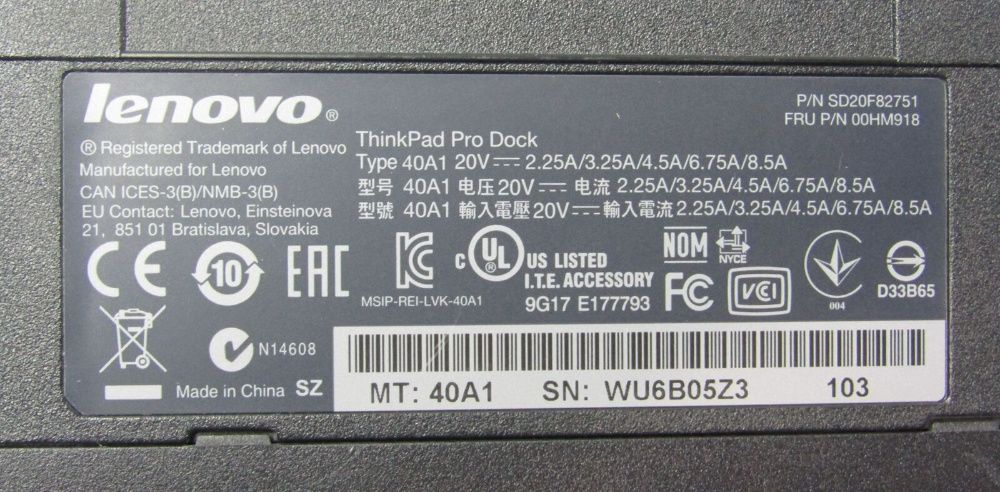 lenovo®
P/N SD20F82751
FRU P/N 00HM918
® Registered Trademark of Lenovo
Manufactured for Lenovo
CAN ICES-3(B)/NMB-3(B)
EU Contact: Lenovo, Einsteinova
21, 851 01 Bratislava, Slovakia
ThinkPad Pro Dock
Type 40A1 20V⎓2.25A/3.25A/4.5A/6.75A/8.5A
型号 40A1 电压20V⎓电流 2.25A/3.25A/4.5A/6.75A/8.5A
型號 40A1 輸入電壓20V⎓輸入電流2.25A/3.25A/4.5A/6.75A/8.5A
CE
10
EAC
MSIP-REI-LVK-40A1
c UL® US LISTED
I.T.E. ACCESSORY
9G17 E177793
NOM
NYCE
FC
VCI
004
D33B65
N14608
Made in China SZ
MT: 40A1 SN: WU6B05Z3 103